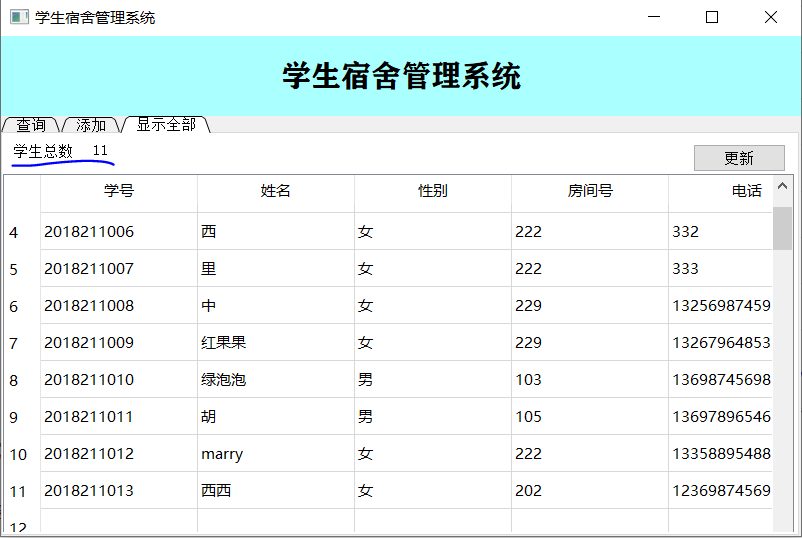 学生宿舍管理系统
学生宿舍管理系统
查询 添加 显示全部
学生总数 11
更新
学号 姓名 性别 房间号 电话
4 2018211006 西 女 222 332
5 2018211007 里 女 222 333
6 2018211008 中 女 229 13256987459
7 2018211009 红果果 女 229 13267964853
8 2018211010 绿泡泡 男 103 13698745698
9 2018211011 胡 男 105 13697896546
10 2018211012 marry 女 222 13358895488
11 2018211013 西西 女 202 12369874569
12